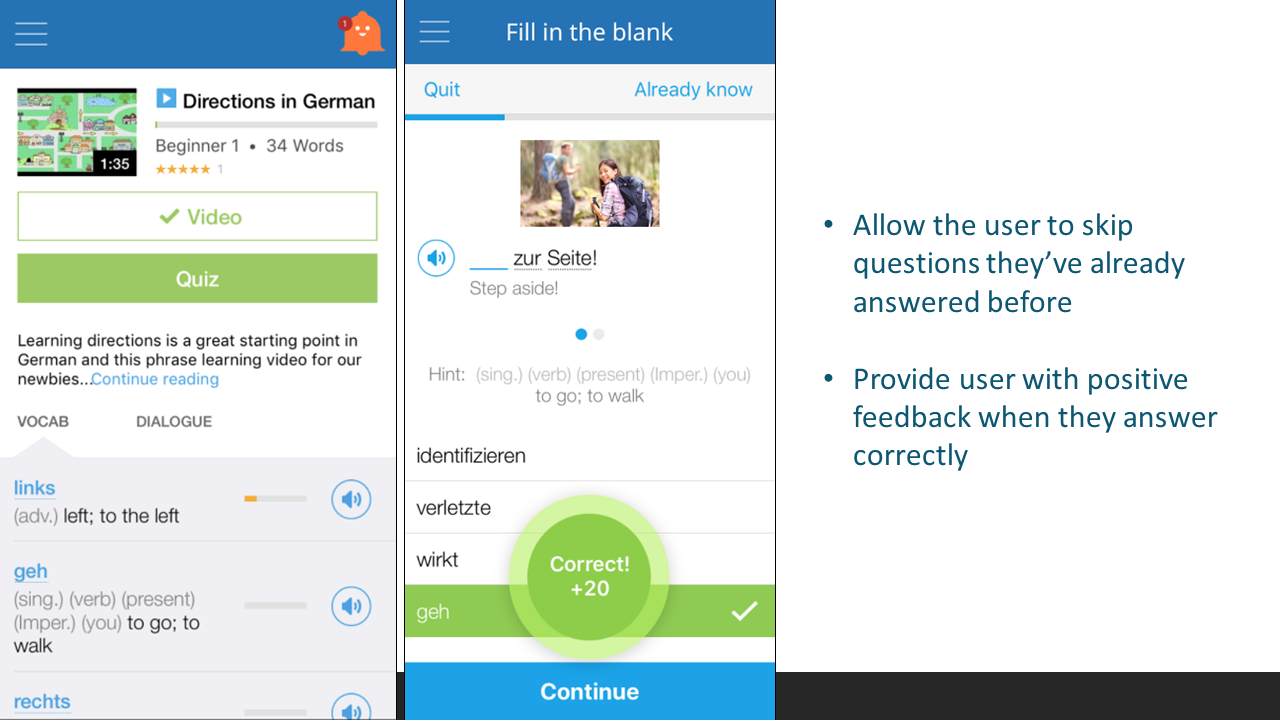 1
Directions in German
Beginner 1 • 34 Words
1:35
★★★★★ 1
✓ Video
Quiz
Learning directions is a great starting point in
German and this phrase learning video for our
newbies...Continue reading
VOCAB DIALOGUE
links
(adv.) left; to the left
geh
(sing.) (verb) (present)
(Imper.) (you) to go; to
walk
rechts
Fill in the blank
Quit Already know
____ zur Seite!
Step aside!
Hint: (sing.) (verb) (present) (Imper.) (you)
to go; to walk
identifizieren
verletzte
wirkt
geh
Correct!
+20
Continue
• Allow the user to skip
questions they’ve already
answered before
• Provide user with positive
feedback when they answer
correctly